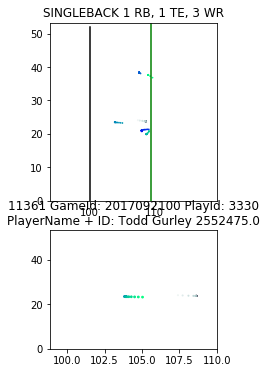 SINGLEBACK 1 RB, 1 TE, 3 WR
50
40
30
20
10
0
100
110
11361 GameId: 2017092100 PlayId: 3330
PlayerName + ID: Todd Gurley 2552475.0
40
20
0
100.0 102.5 105.0 107.5 110.0